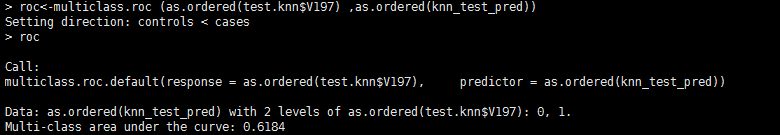 > roc<-multiclass.roc (as.ordered(test.knn$V197) ,as.ordered(knn_test_pred))
Setting direction: controls < cases
> roc
Call:
multiclass.roc.default(response = as.ordered(test.knn$V197),     predictor = as.ordered(knn_test_pred))
Data: as.ordered(knn_test_pred) with 2 levels of as.ordered(test.knn$V197): 0, 1.
Multi-class area under the curve: 0.6184